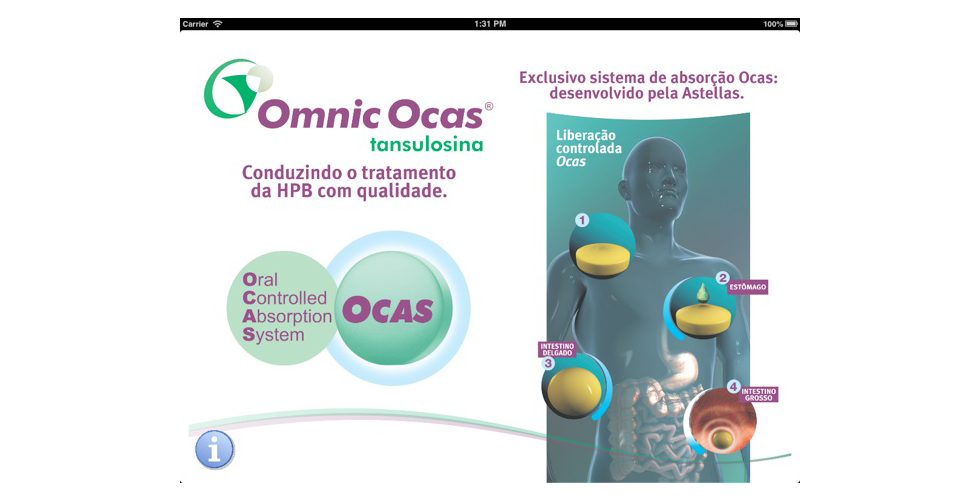 Carrier
1:31 PM
100%
Omnic Ocas®
tansulosina
Conduzindo o tratamento
da HPB com qualidade.
Oral
Controlled
Absorption
System
OCAS
Exclusivo sistema de absorção Ocas:
desenvolvido pela Astellas.
Liberação
controlada
Ocas
1
2
ESTÔMAGO
INTESTINO
DELGADO
3
4
INTESTINO
GROSSO
i